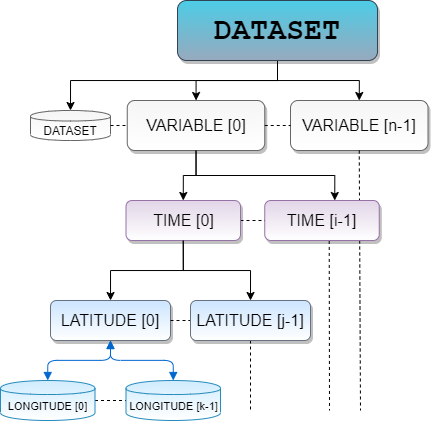 DATASET
DATASET
VARIABLE [0]
VARIABLE [n-1]
TIME [0]
TIME [i-1]
LATITUDE [0]
LATITUDE [j-1]
LONGITUDE [0]
LONGITUDE [k-1]